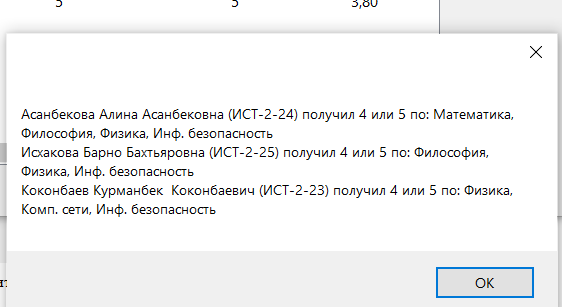 5 5 3,80
Асанбекова Алина Асанбековна (ИСТ-2-24) получил 4 или 5 по: Математика,
Философия, Физика, Инф. безопасность
Исхакова Барно Бахтьяровна (ИСТ-2-25) получил 4 или 5 по: Философия,
Физика, Инф. безопасность
Коконбаев Курманбек  Коконбаевич (ИСТ-2-23) получил 4 или 5 по: Физика,
Комп. сети, Инф. безопасность
ОК